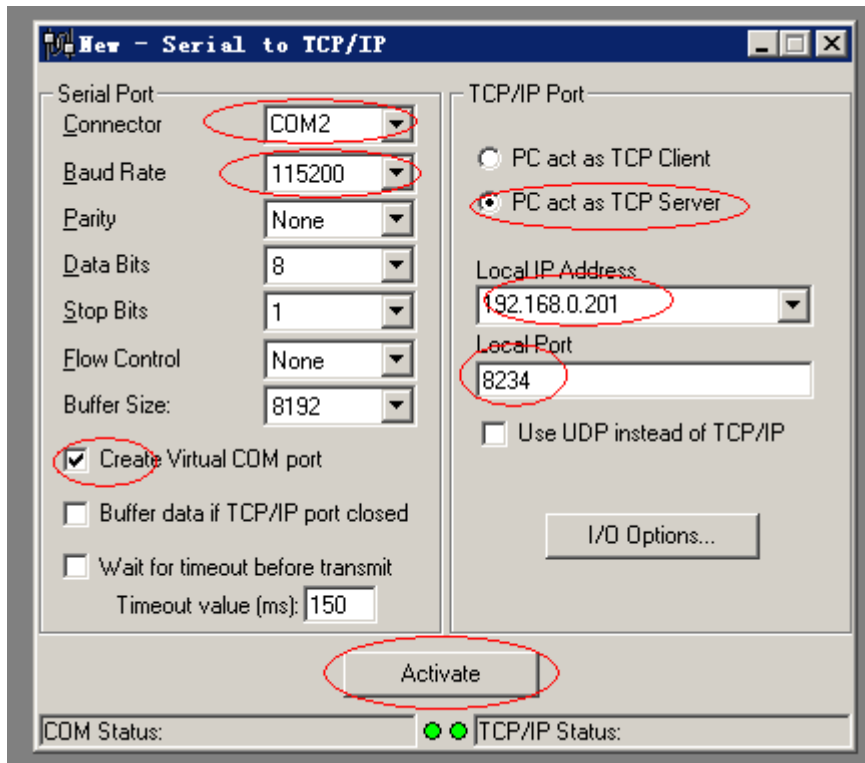 New - Serial to TCP/IP
Serial Port
Connector COM2
Baud Rate 115200
Parity None
Data Bits 8
Stop Bits 1
Flow Control None
Buffer Size: 8192
Create Virtual COM port
Buffer data if TCP/IP port closed
Wait for timeout before transmit
Timeout value (ms): 150
TCP/IP Port
PC act as TCP Client
PC act as TCP Server
Local IP Address
192.168.0.201
Local Port
8234
Use UDP instead of TCP/IP
I/O Options...
Activate
COM Status:
TCP/IP Status: